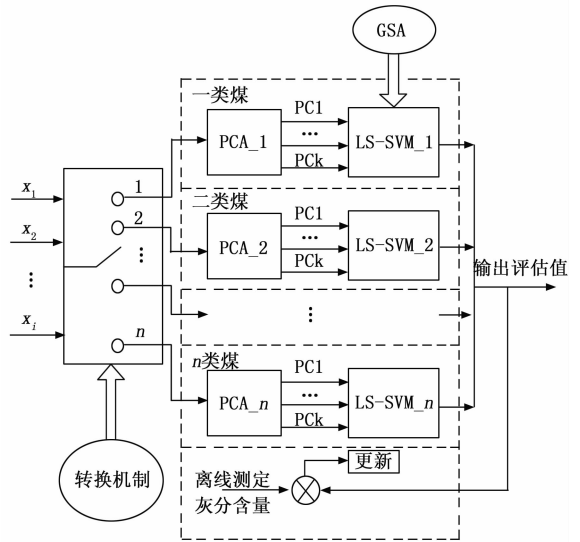 GSA
一类煤
PCA_1
PC1
...
PCk
LS-SVM_1
x1
x2
⋮
xi
1
2
⋮
n
二类煤
PCA_2
PC1
...
PCk
LS-SVM_2
输出评估值
⋮
n类煤
PCA_n
PC1
...
PCk
LS-SVM_n
转换机制
更新
离线测定
灰分含量